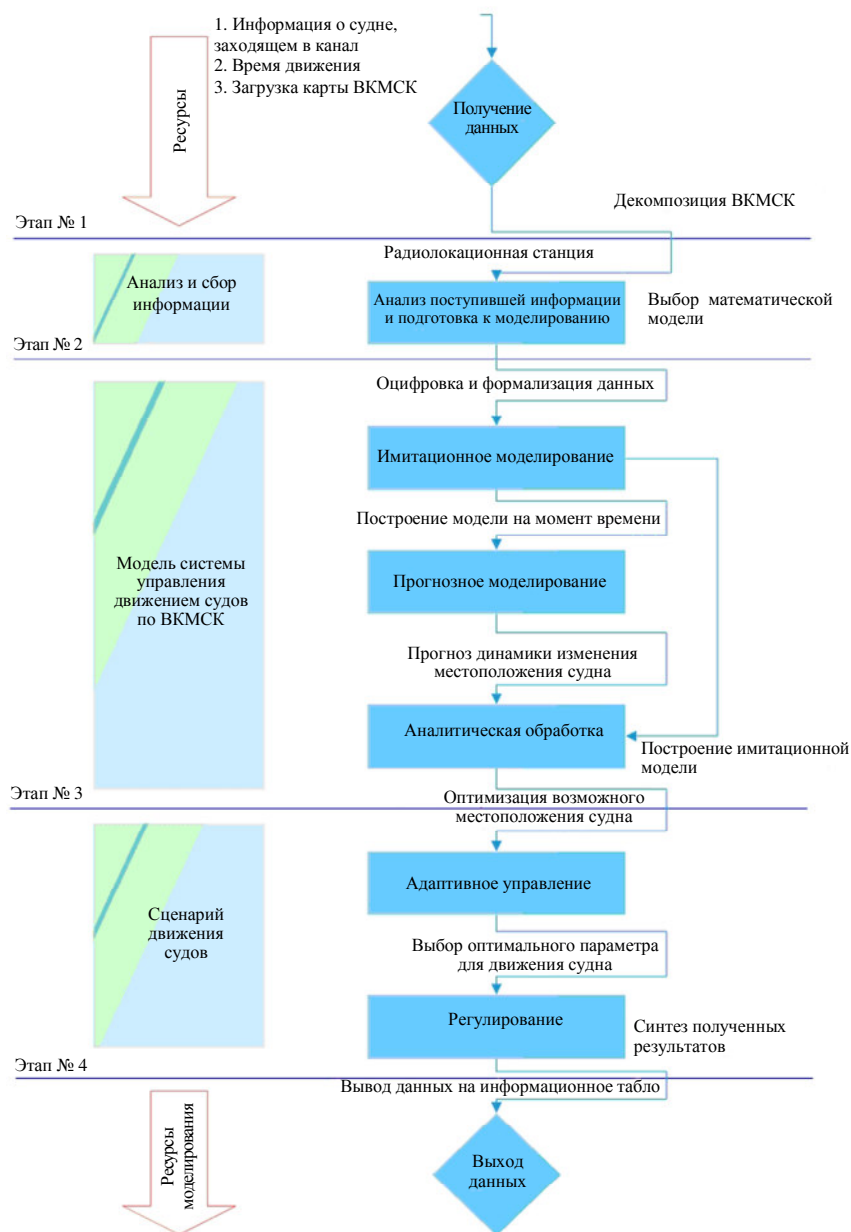 1. Информация о судне,
заходящем в канал
2. Время движения
3. Загрузка карты ВКМСК
Ресурсы
Получение
данных
Декомпозиция ВКМСК
Этап № 1
Радиолокационная станция
Анализ и сбор
информации
Анализ поступившей информации
и подготовка к моделированию
Выбор математической
модели
Этап № 2
Оцифровка и формализация данных
Имитационное моделирование
Построение модели на момент времени
Модель системы
управления
движением судов
по ВКМСК
Прогнозное моделирование
Прогноз динамики изменения
местоположения судна
Аналитическая обработка
Построение имитационной
модели
Этап № 3
Оптимизация возможного
местоположения судна
Адаптивное управление
Сценарий
движения
судов
Выбор оптимального параметра
для движения судна
Регулирование
Синтез полученных
результатов
Этап № 4
Вывод данных на информационное табло
Ресурсы
моделирования
Выход
данных